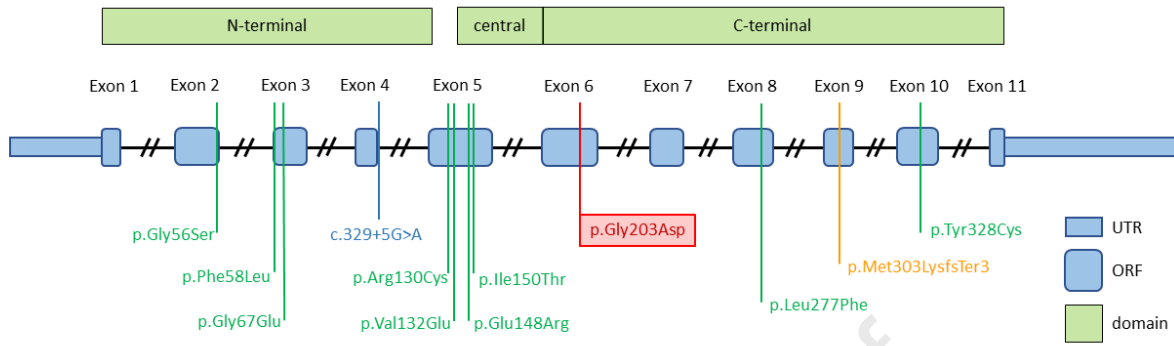 N-terminal central C-terminal
Exon 1 Exon 2 Exon 3 Exon 4 Exon 5 Exon 6 Exon 7 Exon 8 Exon 9 Exon 10 Exon 11
p.Gly56Ser c.329+5G>A p.Gly203Asp p.Tyr328Cys UTR
p.Phe58Leu p.Arg130Cys p.Ile150Thr p.Met303LysfsTer3 ORF
p.Leu277Phe
p.Gly67Glu p.Val132Glu p.Glu148Arg domain